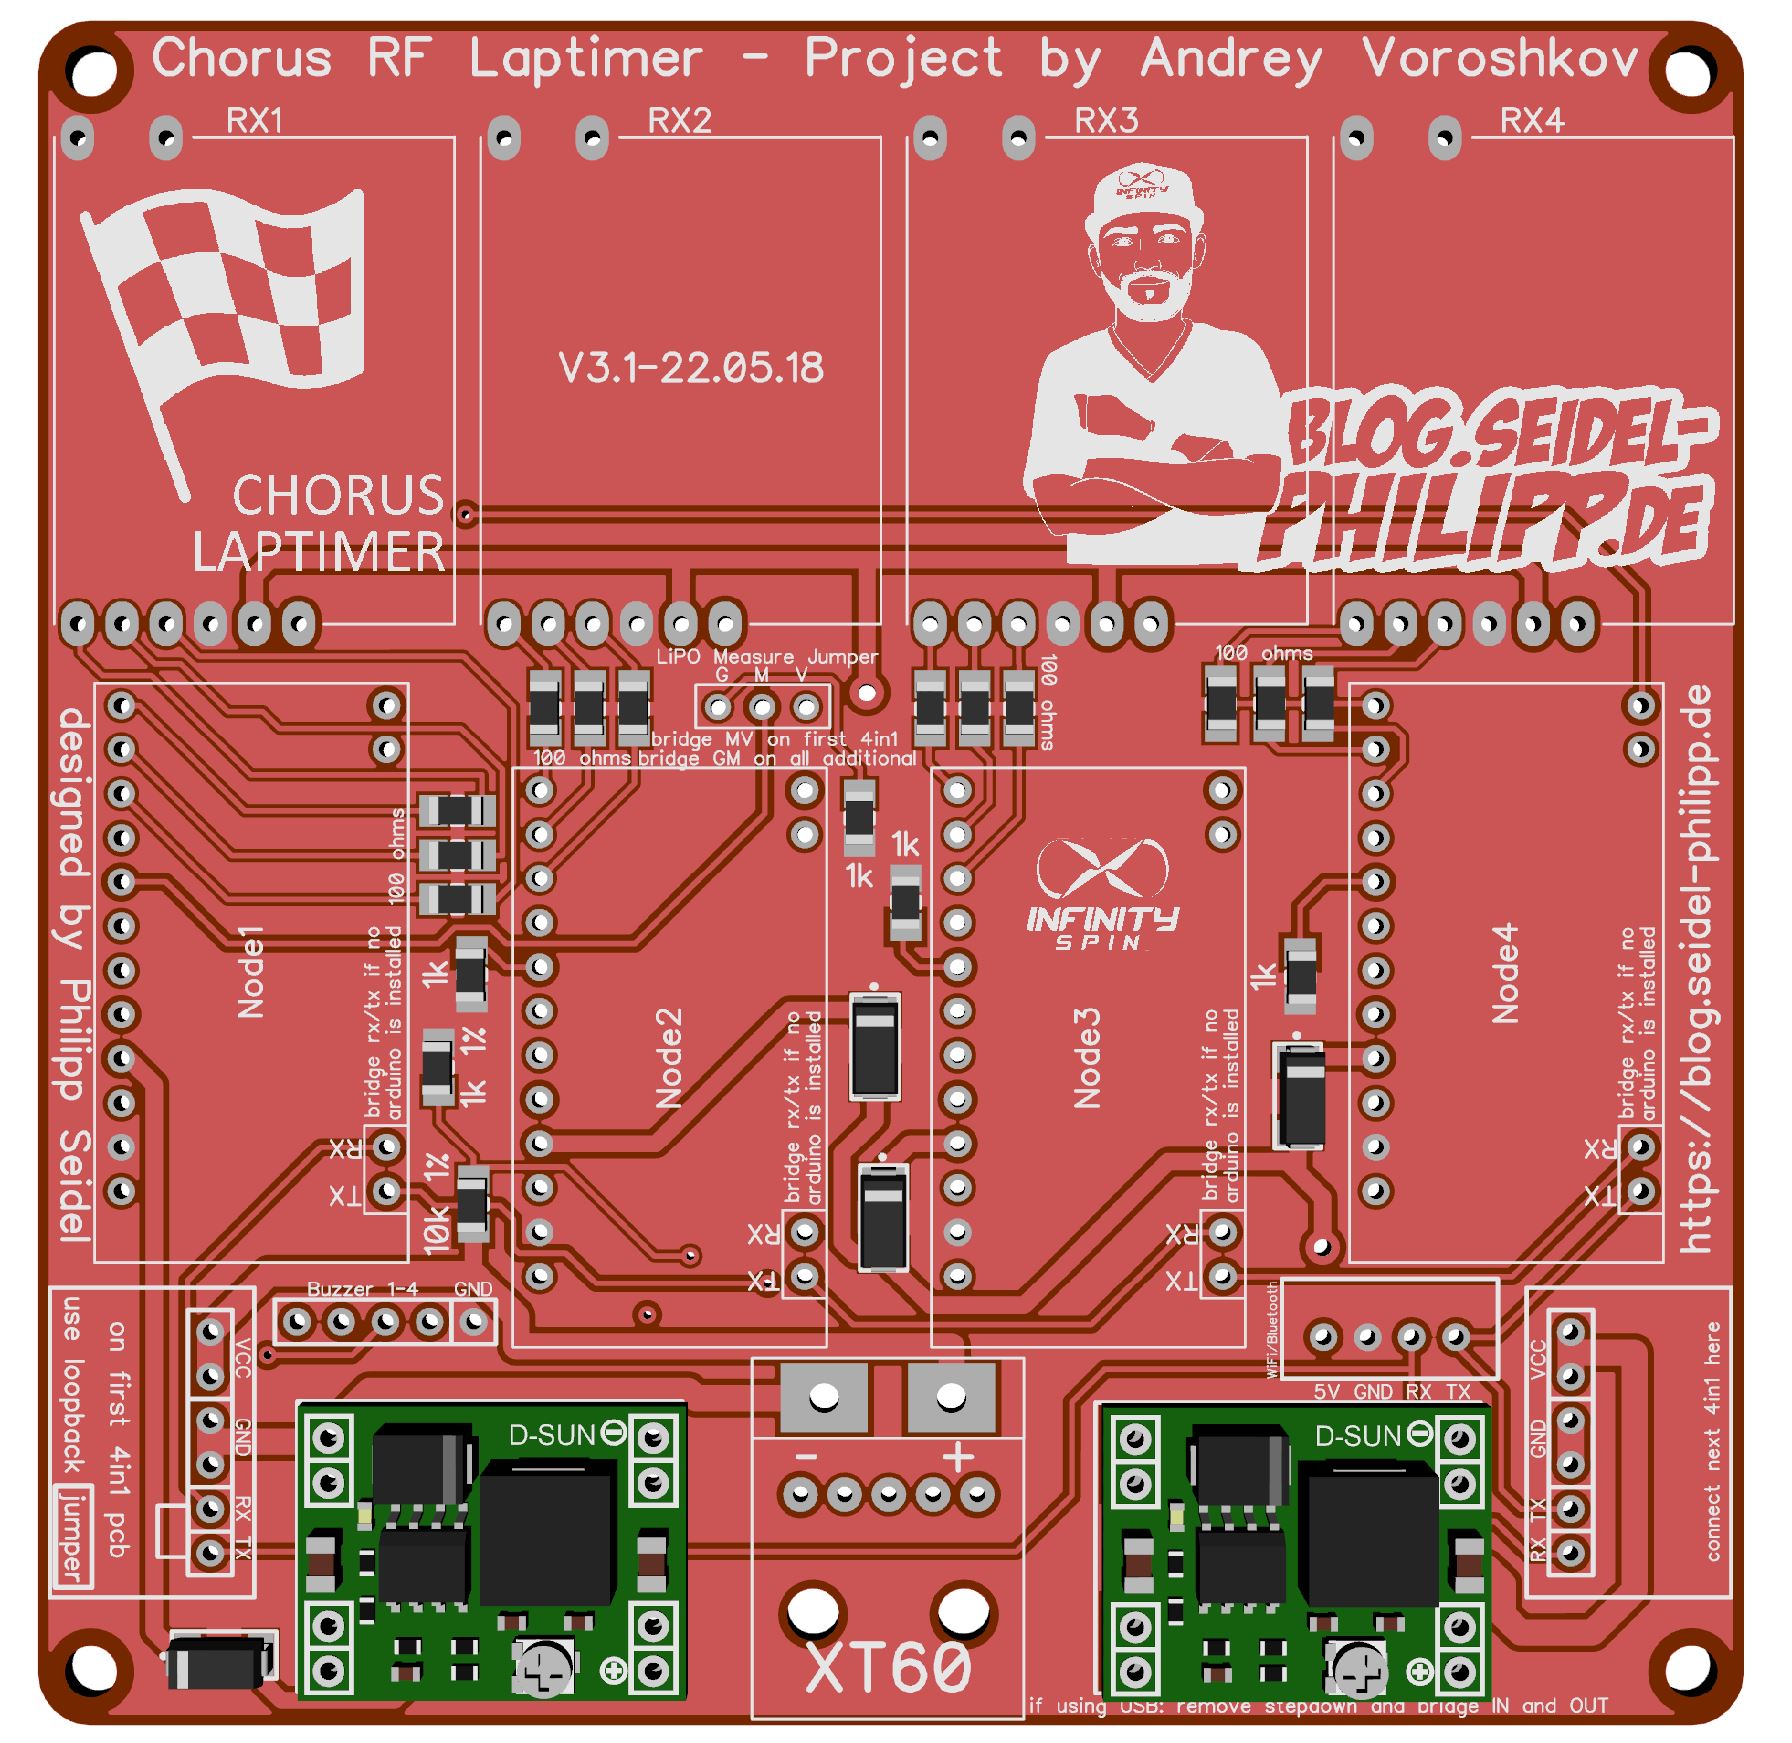 Chorus RF Laptimer - Project by Andrey Voroshkov
RX1
RX2
RX3
RX4
INFINITY
SPIN
V3.1-22.05.18
BLOG.SEIDEL-
PHILIPP.DE
CHORUS
LAPTIMER
LiPO Measure Jumper
G M V
bridge MV on first 4in1
bridge GM on all additional
100 ohms
100 ohms
100 ohms
100 ohms
designed by Philipp Seidel
https://blog.seidel-philipp.de
1k
1k
1k
1k
1k 1%
10k 1%
INFINITY
SPIN
Node1
bridge rx/tx if no
arduino is installed
RX
TX
Node2
bridge rx/tx if no
arduino is installed
RX
TX
Node3
bridge rx/tx if no
arduino is installed
RX
TX
Node4
bridge rx/tx if no
arduino is installed
RX
TX
Buzzer 1-4 GND
use loopback jumper
on first 4in1 pcb
VCC
GND
RX TX
WiFi/Bluetooth
5V GND RX TX
VCC
GND
RX TX
connect next 4in1 here
D-SUN
D-SUN
- +
XT60
if using USB: remove stepdown and bridge IN and OUT